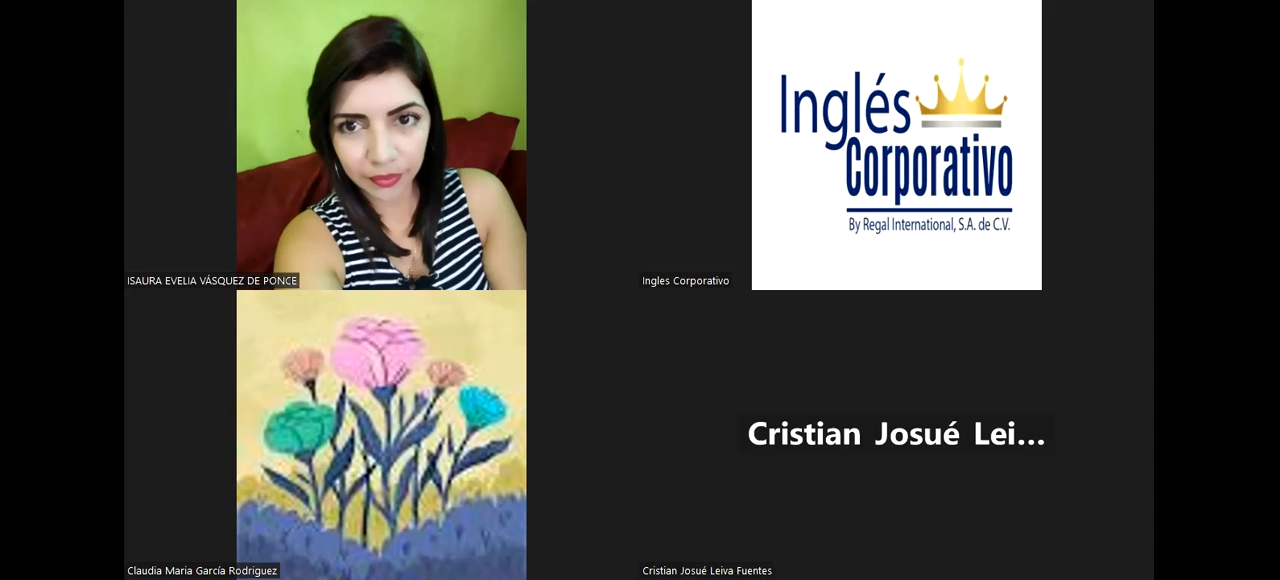 Inglés
Corporativo
By Regal International, S.A. de C.V.
ISAURA EVELIA VÁSQUEZ DE PONCE
Ingles Corporativo
Cristian Josué Lei...
Claudia Maria García Rodriguez
Cristian Josué Leiva Fuentes